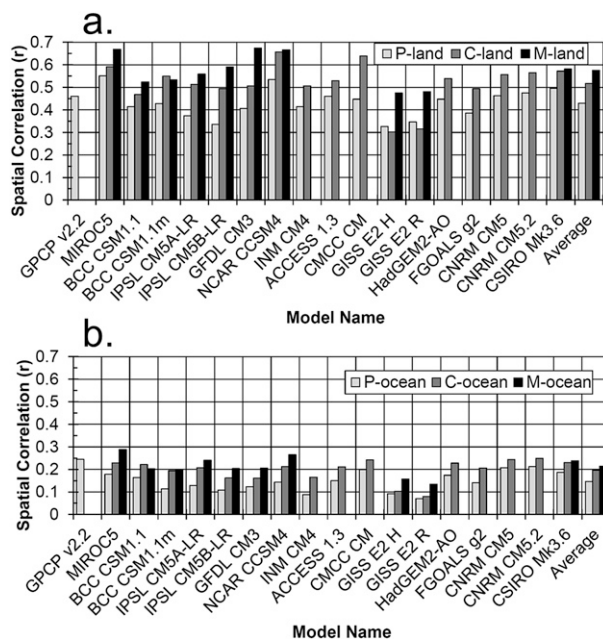 a.
Spatial Correlation (r)
0.7
0.6
0.5
0.4
0.3
0.2
0.1
0
P-land C-land M-land
GPCP v2.2
MIROC5
BCC CSM1.1
BCC CSM1.1m
IPSL CM5A-LR
IPSL CM5B-LR
GFDL CM3
NCAR CCSM4
INM CM4
ACCESS 1.3
CMCC CM
GISS E2 H
GISS E2 R
HadGEM2-AO
FGOALS g2
CNRM CM5
CNRM CM5.2
CSIRO Mk3.6
Average
Model Name
b.
Spatial Correlation (r)
0.7
0.6
0.5
0.4
0.3
0.2
0.1
0
P-ocean C-ocean M-ocean
GPCP v2.2
MIROC5
BCC CSM1.1
BCC CSM1.1m
IPSL CM5A-LR
IPSL CM5B-LR
GFDL CM3
NCAR CCSM4
INM CM4
ACCESS 1.3
CMCC CM
GISS E2 H
GISS E2 R
HadGEM2-AO
FGOALS g2
CNRM CM5
CNRM CM5.2
CSIRO Mk3.6
Average
Model Name